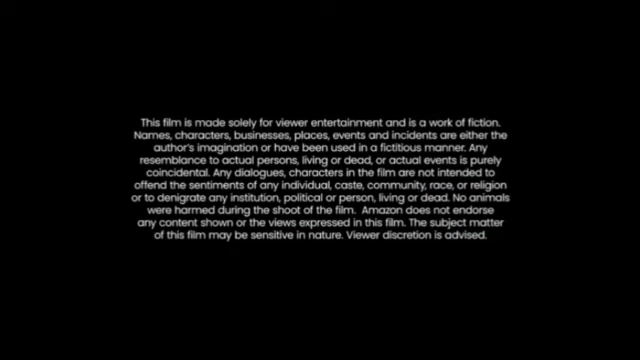 This film is made solely for viewer entertainment and is a work of fiction.
Names, characters, businesses, places, events and incidents are either the
author's imagination or have been used in a fictitious manner. Any
resemblance to actual persons, living or dead, or actual events is purely
coincidental. Any dialogues, characters in the film are not intended to
offend the sentiments of any individual, caste, community, race, or religion
or to denigrate any institution, political or person, living or dead. No animals
were harmed during the shoot of the film. Amazon does not endorse
any content shown or the views expressed in this film. The subject matter
of this film may be sensitive in nature. Viewer discretion is advised.